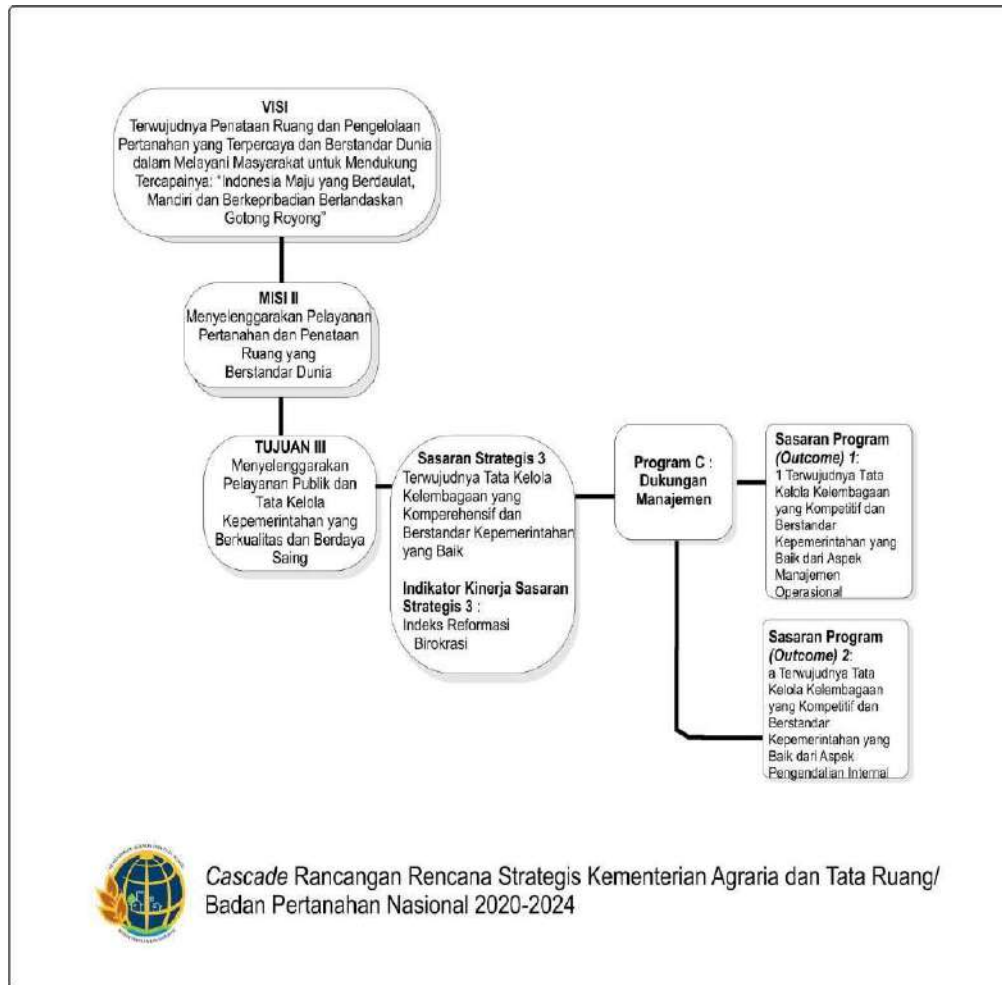 VISI
Terwujudnya Penataan Ruang dan Pengelolaan
Pertanahan yang Terpercaya dan Berstandar Dunia
dalam Melayani Masyarakat untuk Mendukung
Tercapainya: "Indonesia Maju yang Berdaulat,
Mandiri dan Berkepribadian Berlandaskan
Gotong Royong"
MISI II
Menyelenggarakan Pelayanan
Pertanahan dan Penataan
Ruang yang
Berstandar Dunia
TUJUAN III
Menyelenggarakan
Pelayanan Publik dan
Tata Kelola
Kepemerintahan yang
Berkualitas dan Berdaya
Saing
Sasaran Strategis 3
Terwujudnya Tata Kelola
Kelembagaan yang
Komperehensif dan
Berstandar Kepemerintahan
yang Baik
Indikator Kinerja Sasaran
Strategis 3 :
Indeks Reformasi
Birokrasi
Program C :
Dukungan
Manajemen
Sasaran Program
(Outcome) 1:
1 Terwujudnya Tata
Kelola Kelembagaan
yang Kompetitif dan
Berstandar
Kepemerintahan yang
Baik dari Aspek
Manajemen
Operasional
Sasaran Program
(Outcome) 2:
a Terwujudnya Tata
Kelola Kelembagaan
yang Kompetitif dan
Berstandar
Kepemerintahan yang
Baik dari Aspek
Pengendalian Internal
Cascade Rancangan Rencana Strategis Kementerian Agraria dan Tata Ruang/
Badan Pertanahan Nasional 2020-2024